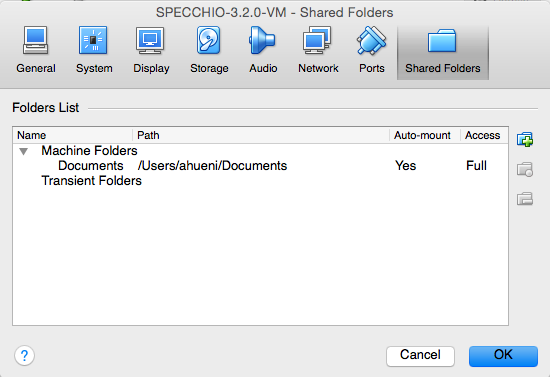 SPECCHIO-3.2.0-VM - Shared Folders
General System Display Storage Audio Network Ports Shared Folders
Folders List
Name Path Auto-mount Access
Machine Folders
Documents /Users/ahueni/Documents Yes Full
Transient Folders
? Cancel OK